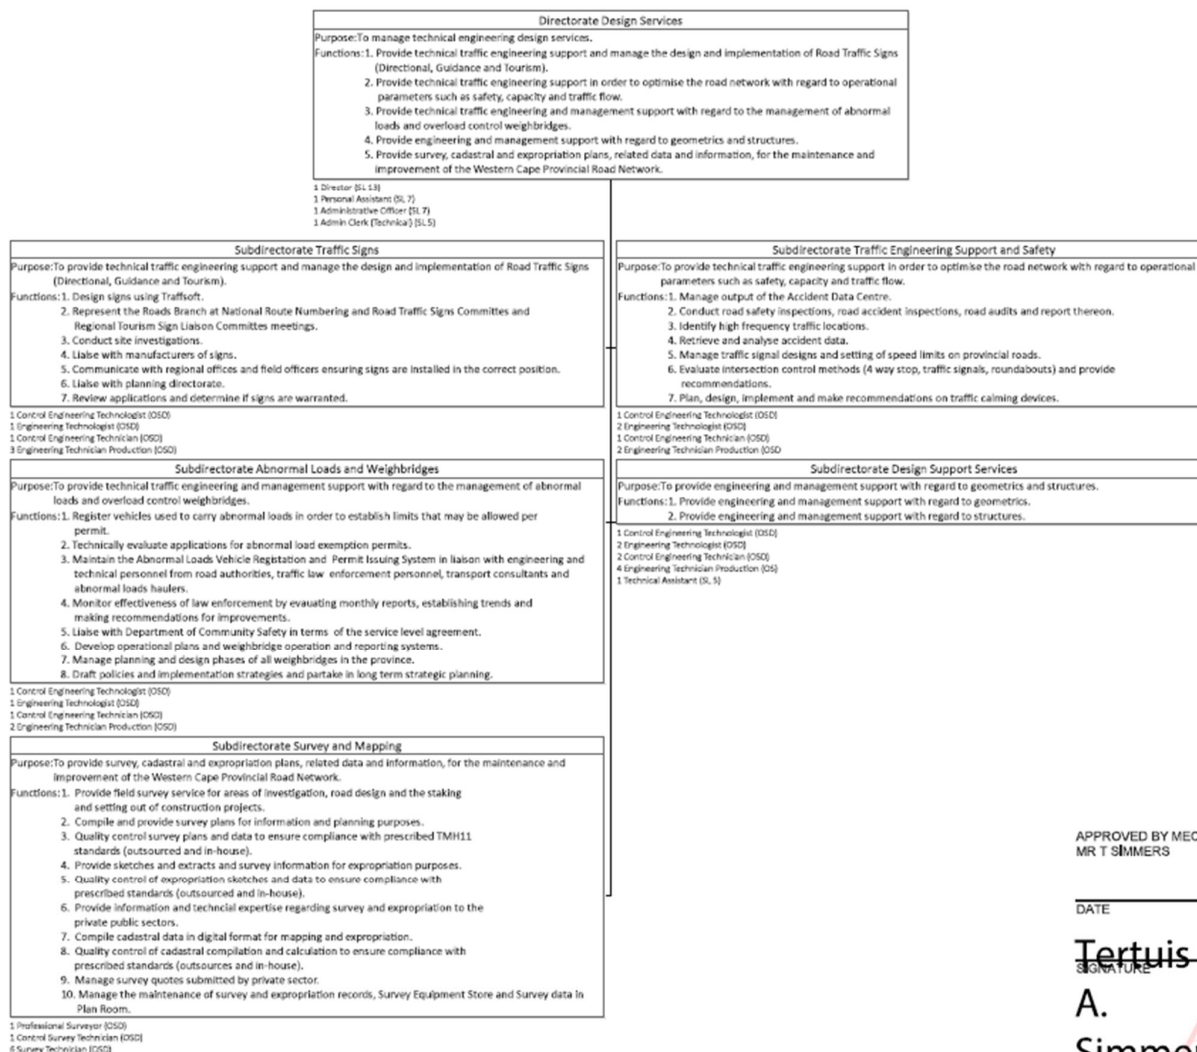 Directorate Design Services
Purpose:To manage technical engineering design services.
Functions:1. Provide technical traffic engineering support and manage the design and implementation of Road Traffic Signs
(Directional, Guidance and Tourism).
2. Provide technical traffic engineering support in order to optimise the road network with regard to operational
parameters such as safety, capacity and traffic flow.
3. Provide technical traffic engineering and management support with regard to the management of abnormal
loads and overload control weighbridges.
4. Provide engineering and management support with regard to geometrics and structures.
5. Provide survey, cadastral and expropriation plans, related data and information, for the maintenance and
improvement of the Western Cape Provincial Road Network.
1 Director (SL 13)
1 Personal Assistant (SL 7)
1 Administrative Officer (SL 7)
1 Admin Clerk (Technical) (SL 5)
Subdirectorate Traffic Signs
Purpose:To provide technical traffic engineering support and manage the design and implementation of Road Traffic Signs
(Directional, Guidance and Tourism).
Functions:1. Design signs using Traffsoft.
2. Represent the Roads Branch at National Route Numbering and Road Traffic Signs Committes and
Regional Tourism Sign Liaison Committes meetings.
3. Conduct site investigations.
4. Liaise with manufacturers of signs.
5. Communicate with regional offices and field officers ensuring signs are installed in the correct position.
6. Liaise with planning directorate.
7. Review applications and determine if signs are warranted.
1 Control Engineering Technologist (OSD)
1 Engineering Technologist (OSD)
1 Control Engineering Technician (OSD)
3 Engineering Technician Production (OSD)
Subdirectorate Traffic Engineering Support and Safety
Purpose:To provide technical traffic engineering support in order to optimise the road network with regard to operational
parameters such as safety, capacity and traffic flow.
Functions:1. Manage output of the Accident Data Centre.
2. Conduct road safety inspections, road accident inspections, road audits and report thereon.
3. Identify high frequency traffic locations.
4. Retrieve and analyse accident data.
5. Manage traffic signal designs and setting of speed limits on provincial roads.
6. Evaluate intersection control methods (4 way stop, traffic signals, roundabouts) and provide
recommendations.
7. Plan, design, implement and make recommendations on traffic calming devices.
1 Control Engineering Technologist (OSD)
2 Engineering Technologist (OSD)
1 Control Engineering Technician (OSD)
2 Engineering Technician Production (OSD
Subdirectorate Abnormal Loads and Weighbridges
Purpose:To provide technical traffic engineering and management support with regard to the management of abnormal
loads and overload control weighbridges.
Functions:1. Register vehicles used to carry abnormal loads in order to establish limits that may be allowed per
permit.
2. Technically evaluate applications for abnormal load exemption permits.
3. Maintain the Abnormal Loads Vehicle Registation and Permit Issuing System in liaison with engineering and
technical personnel from road authorities, traffic law enforcement personnel, transport consultants and
abnormal loads haulers.
4. Monitor effectiveness of law enforcement by evauating monthly reports, establishing trends and
making recommendations for improvements.
5. Liaise with Department of Community Safety in terms of the service level agreement.
6. Develop operational plans and weighbridge operation and reporting systems.
7. Manage planning and design phases of all weighbridges in the province.
8. Draft policies and implementation strategies and partake in long term strategic planning.
1 Control Engineering Technologist (OSD)
1 Engineering Technologist (OSD)
1 Control Engineering Technician (OSD)
2 Engineering Technician Production (OSD)
Subdirectorate Design Support Services
Purpose:To provide engineering and management support with regard to geometrics and structures.
Functions:1. Provide engineering and management support with regard to geometrics.
2. Provide engineering and management support with regard to structures.
1 Control Engineering Technologist (OSD)
2 Engineering Technologist (OSD)
2 Control Engineering Technician (OSD)
4 Engineering Technician Production (OS)
1 Technical Assistant (SL 5)
Subdirectorate Survey and Mapping
Purpose:To provide survey, cadastral and expropriation plans, related data and information, for the maintenance and
improvement of the Western Cape Provincial Road Network.
Functions:1. Provide field survey service for areas of investigation, road design and the staking
and setting out of construction projects.
2. Compile and provide survey plans for information and planning purposes.
3. Quality control survey plans and data to ensure compliance with prescribed TMH11
standards (outsourced and in-house).
4. Provide sketches and extracts and survey information for expropriation purposes.
5. Quality control of expropriation sketches and data to ensure compliance with
prescribed standards (outsourced and in-house).
6. Provide information and techncial expertise regarding survey and expropriation to the
private public sectors.
7. Compile cadastral data in digital format for mapping and expropriation.
8. Quality control of cadastral compilation and calculation to ensure compliance with
prescribed standards (outsources and in-house).
9. Manage survey quotes submitted by private sector.
10. Manage the maintenance of survey and expropriation records, Survey Equipment Store and Survey data in
Plan Room.
1 Professional Surveyor (OSD)
1 Control Survey Technician (OSD)
6 Survey Technician (OSD)
APPROVED BY MEC
MR T SIMMERS
DATE
Tertuis
SIGNATURE
A.
Simmer